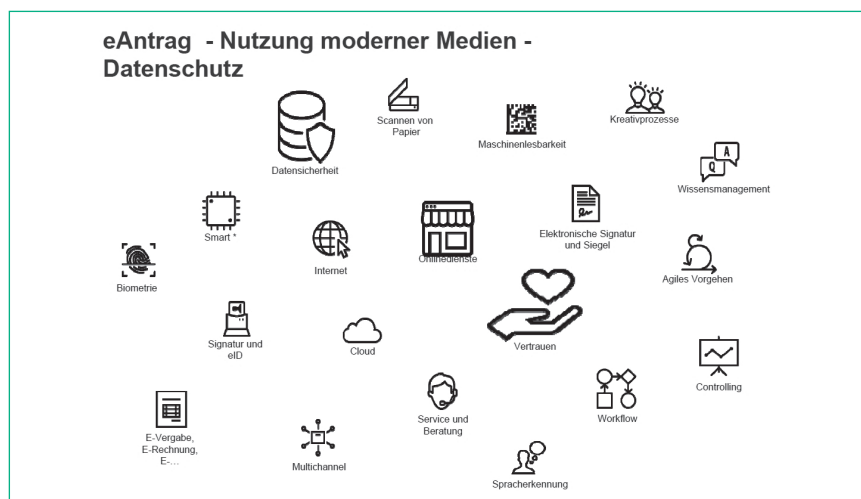 eAntrag - Nutzung moderner Medien -
Datenschutz
Scannen von
Papier
Kreativprozesse
Maschinenlesbarkeit
Datensicherheit
A
Q
Wissensmanagement
Smart *
Elektronische Signatur
und Siegel
Internet
Onlinedienste
Agiles Vorgehen
Biometrie
Signatur und
eID
Cloud
Vertrauen
Controlling
Service und
Beratung
Workflow
E-Vergabe,
E-Rechnung,
E-…
Multichannel
Spracherkennung